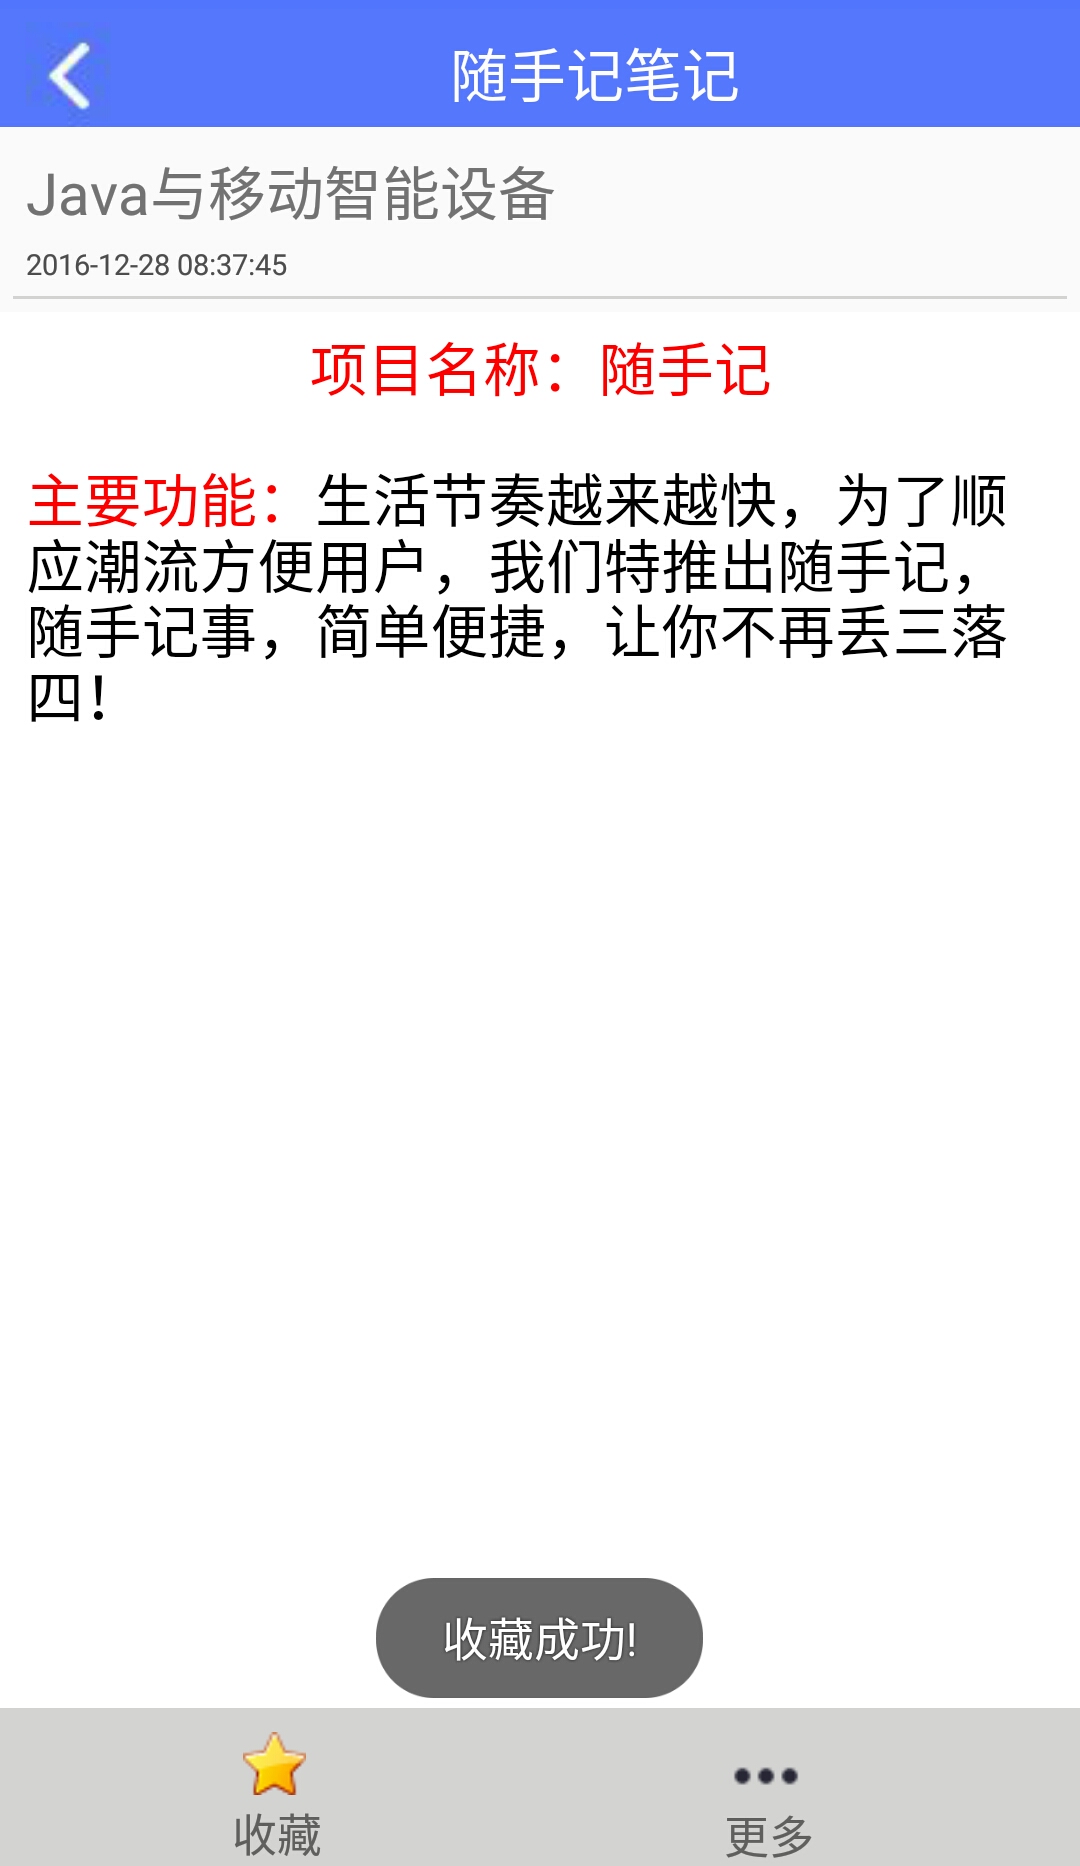 随手记笔记
Java与移动智能设备
2016-12-28 08:37:45
项目名称：随手记
主要功能：生活节奏越来越快，为了顺
应潮流方便用户，我们特推出随手记，
随手记事，简单便捷，让你不再丢三落
四！
收藏成功!
收藏
更多